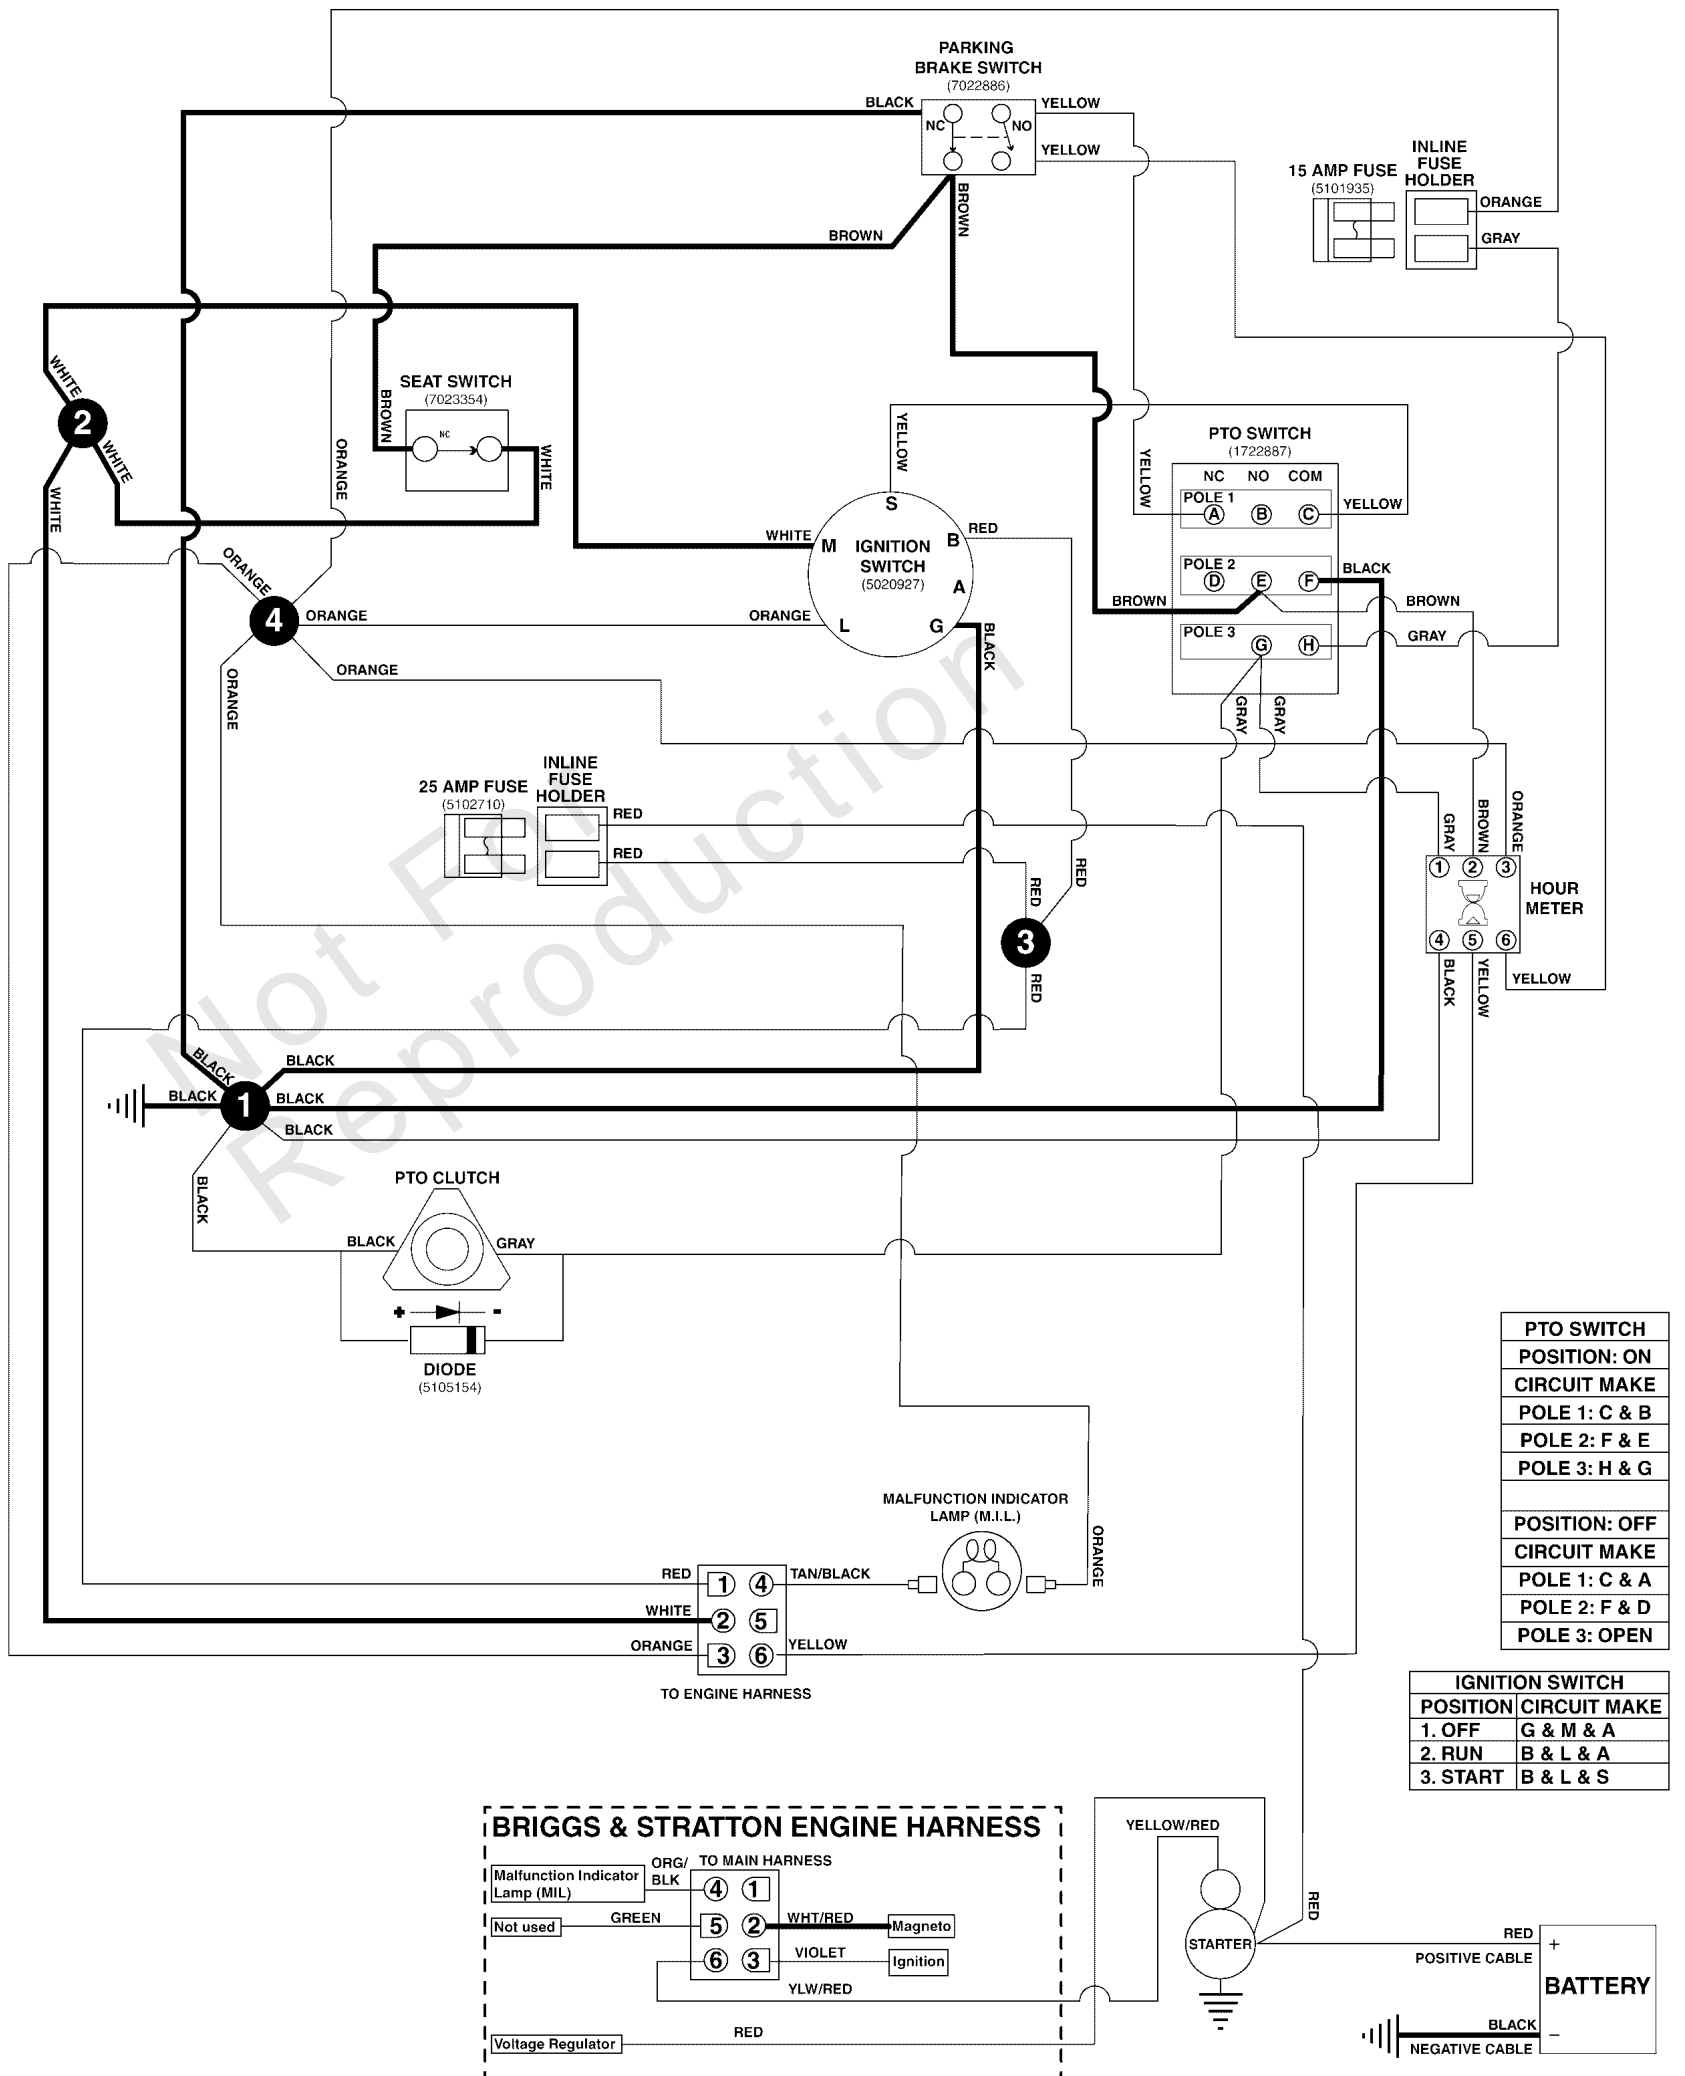 PARKING
BRAKE SWITCH
(7022886)
BLACK
YELLOW
NC
NO
YELLOW
BROWN
BROWN
INLINE
FUSE
HOLDER
15 AMP FUSE
(5101935)
ORANGE
GRAY
WHITE
2
WHITE
WHITE
SEAT SWITCH
(7023354)
NC
BROWN
WHITE
ORANGE
YELLOW
YELLOW
PTO SWITCH
(1722887)
NC NO COM
POLE 1
A B C
YELLOW
POLE 2
D E F
BLACK
BROWN
BROWN
POLE 3
G H
GRAY
GRAY
GRAY
S
WHITE
M
IGNITION
SWITCH
(5020927)
B
RED
A
L
G
BLACK
ORANGE
4
ORANGE
ORANGE
ORANGE
ORANGE
Not For
Reproduction
INLINE
FUSE
HOLDER
25 AMP FUSE
(5102710)
RED
RED
RED
RED
3
RED
GRAY
BROWN
ORANGE
1 2 3
HOUR
METER
4 5 6
BLACK
YELLOW
YELLOW
BLACK
BLACK
BLACK
1
BLACK
BLACK
BLACK
PTO CLUTCH
BLACK
GRAY
+ -
DIODE
(5105154)
MALFUNCTION INDICATOR
LAMP (M.I.L.)
ORANGE
RED
1 4
TAN/BLACK
WHITE
2 5
ORANGE
3 6
YELLOW
TO ENGINE HARNESS
PTO SWITCH
POSITION: ON
CIRCUIT MAKE
POLE 1: C & B
POLE 2: F & E
POLE 3: H & G
POSITION: OFF
CIRCUIT MAKE
POLE 1: C & A
POLE 2: F & D
POLE 3: OPEN
IGNITION SWITCH
POSITION CIRCUIT MAKE
1. OFF G & M & A
2. RUN B & L & A
3. START B & L & S
BRIGGS & STRATTON ENGINE HARNESS
TO MAIN HARNESS
Malfunction Indicator
Lamp (MIL)
ORG/
BLK
4 1
Not used
GREEN
5 2
WHT/RED
Magneto
6 3
VIOLET
Ignition
YLW/RED
Voltage Regulator
RED
YELLOW/RED
STARTER
RED
RED
POSITIVE CABLE
+
BATTERY
BLACK
−
NEGATIVE CABLE